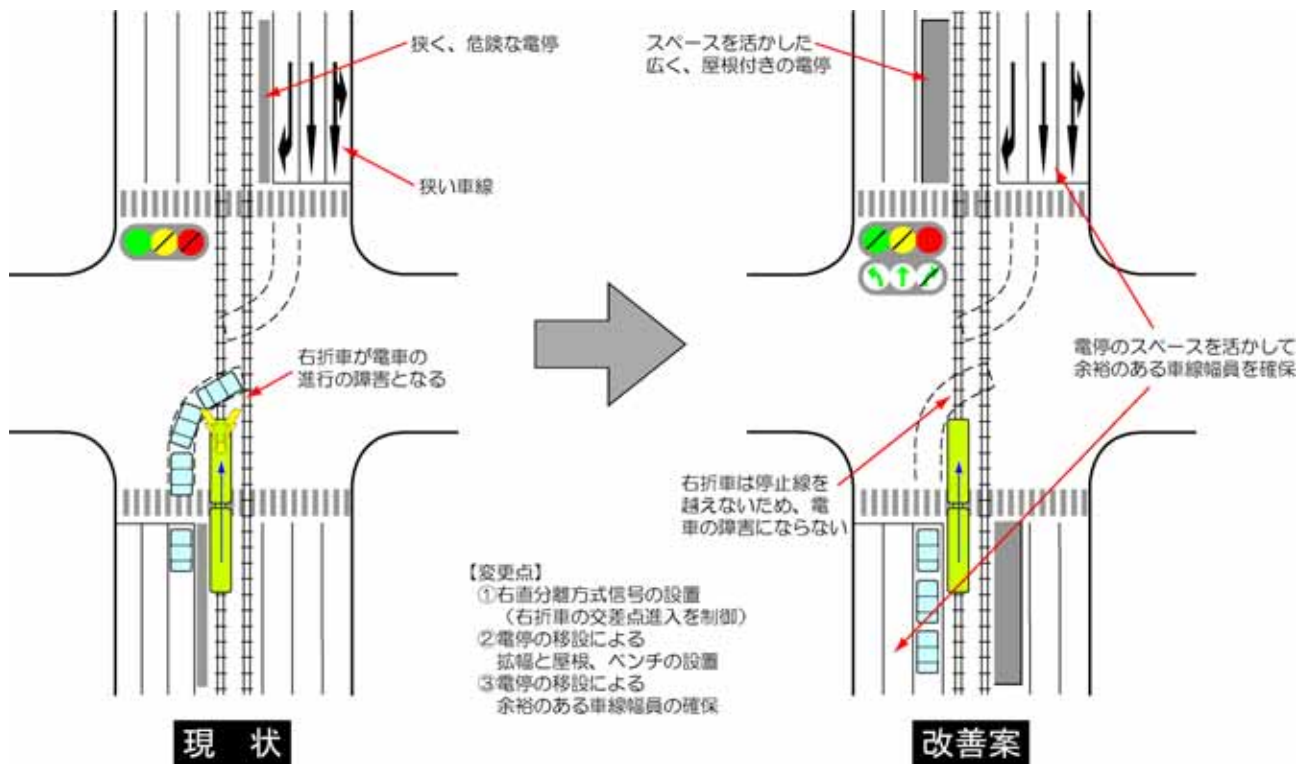 狭く、危険な電停
狭い車線
右折車が電車の
進行の障害となる
【変更点】
①右直分離方式信号の設置
（右折車の交差点進入を制御）
②電停の移設による
拡幅と屋根、ベンチの設置
③電停の移設による
余裕のある車線幅員の確保
現 状
スペースを活かした
広く、屋根付きの電停
電停のスペースを活かして
余裕のある車線幅員を確保
右折車は停止線を
越えないため、電
車の障害にならない
改善案